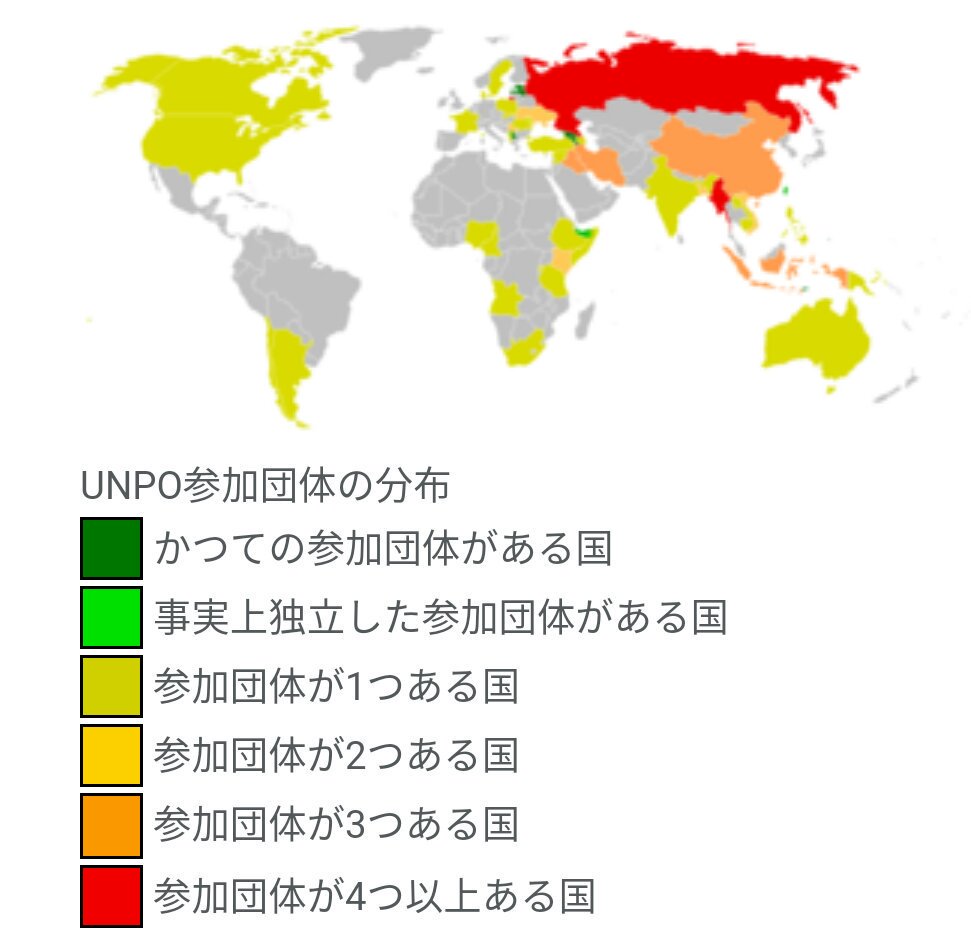 UNPO参加団体の分布
かつての参加団体がある国
事実上独立した参加団体がある国
参加団体が1つある国
参加団体が2つある国
参加団体が3つある国
参加団体が4つ以上ある国